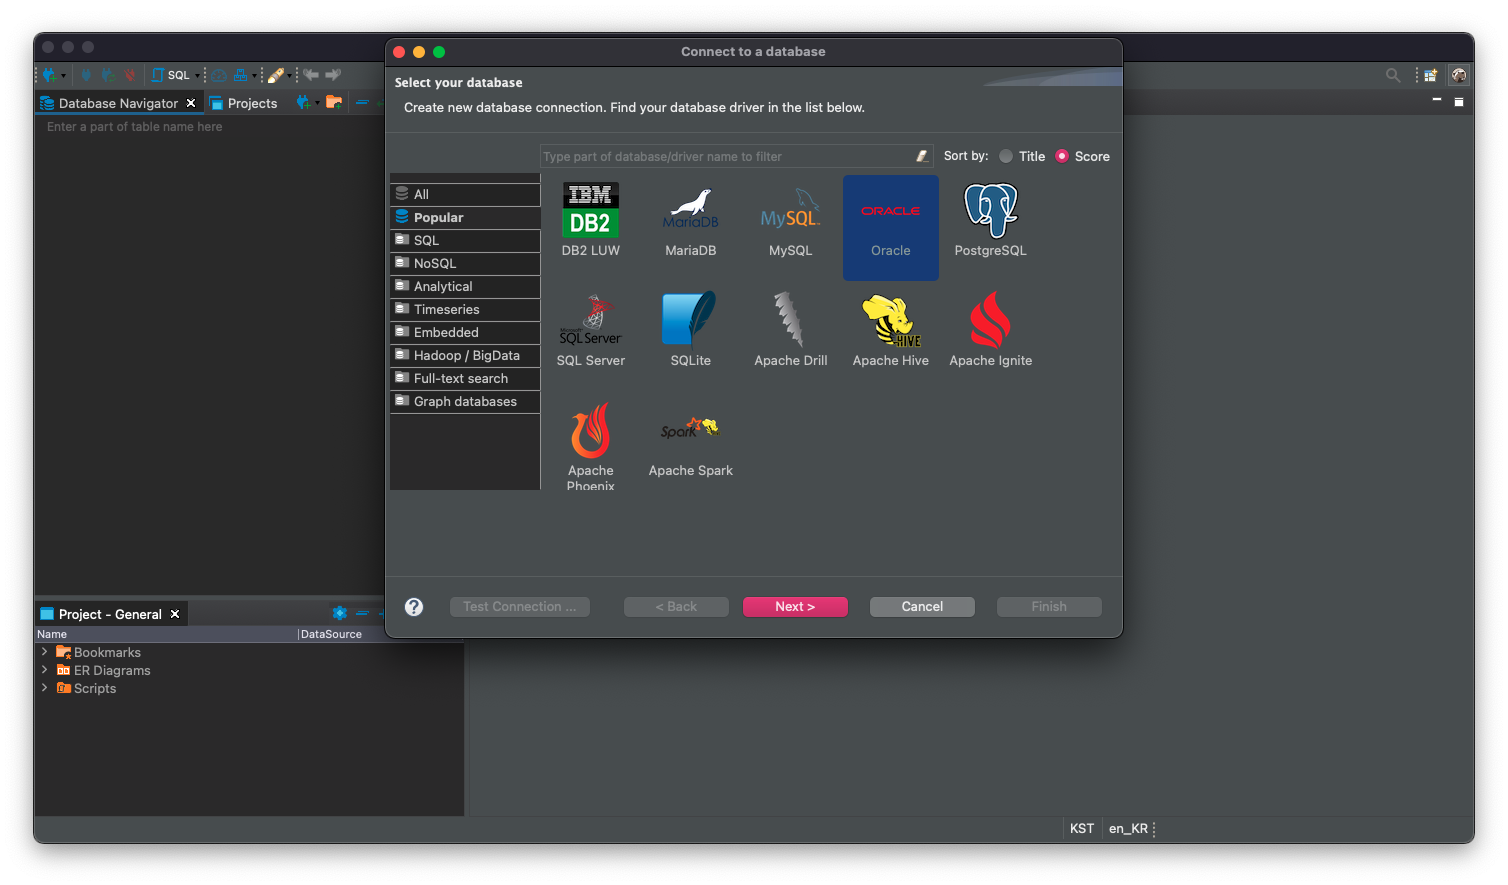 Connect to a database
SQL
Database Navigator
Projects
Enter a part of table name here
Select your database
Create new database connection. Find your database driver in the list below.
Type part of database/driver name to filter
Sort by:
Title
Score
All
Popular
SQL
NoSQL
Analytical
Timeseries
Embedded
Hadoop / BigData
Full-text search
Graph databases
IBM
DB2
DB2 LUW
MariaDB
MariaDB
MySQL
MySQL
ORACLE
Oracle
PostgreSQL
Microsoft
SQL Server
SQL Server
SQLite
Apache Drill
HIVE
Apache Hive
Apache Ignite
Apache
Phoenix
Spark
Apache Spark
?
Test Connection ...
< Back
Next >
Cancel
Finish
Project - General
Name
DataSource
Bookmarks
ER Diagrams
Scripts
KST
en_KR